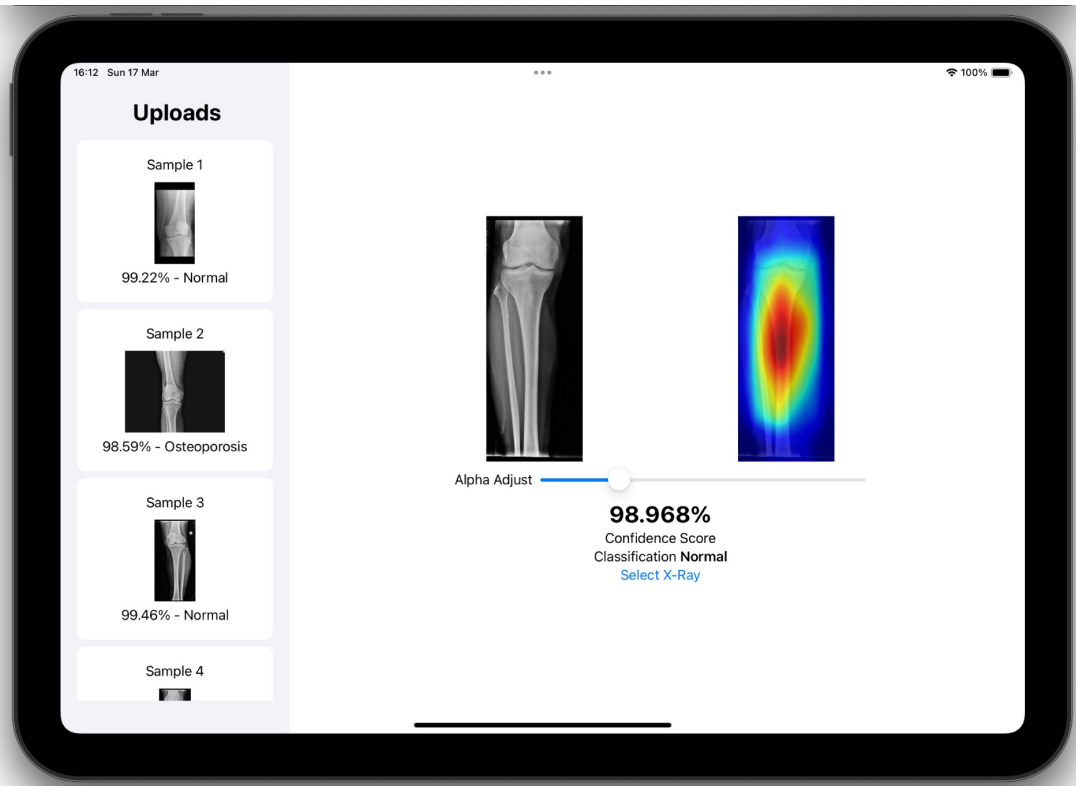 16:12 Sun 17 Mar
100%
Uploads
Sample 1
99.22% - Normal
Sample 2
98.59% - Osteoporosis
Sample 3
99.46% - Normal
Sample 4
Alpha Adjust
98.968%
Confidence Score
Classification Normal
Select X-Ray